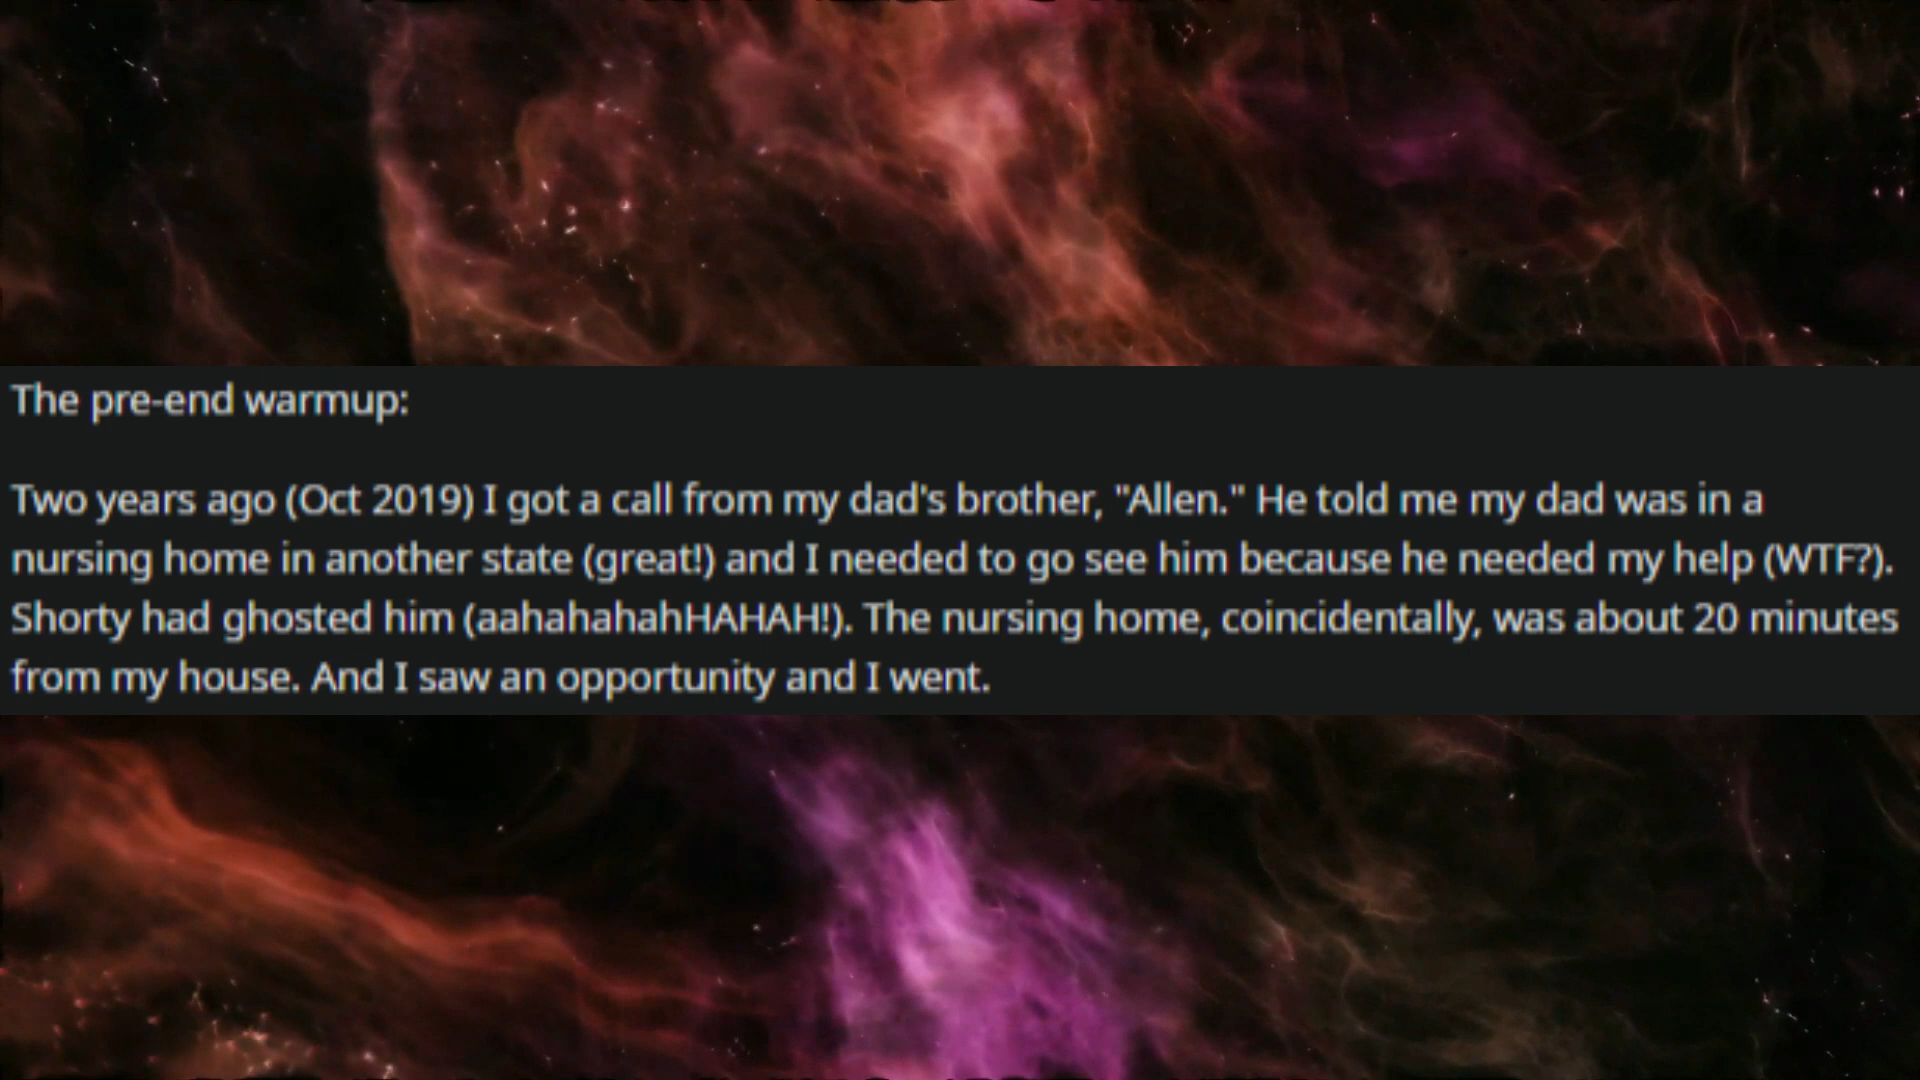 The pre-end warmup:
Two years ago (Oct 2019) I got a call from my dad's brother, "Allen." He told me my dad was in a
nursing home in another state (great!) and I needed to go see him because he needed my help (WTF?).
Shorty had ghosted him (aahahahahHAHAH!). The nursing home, coincidentally, was about 20 minutes
from my house. And I saw an opportunity and I went.